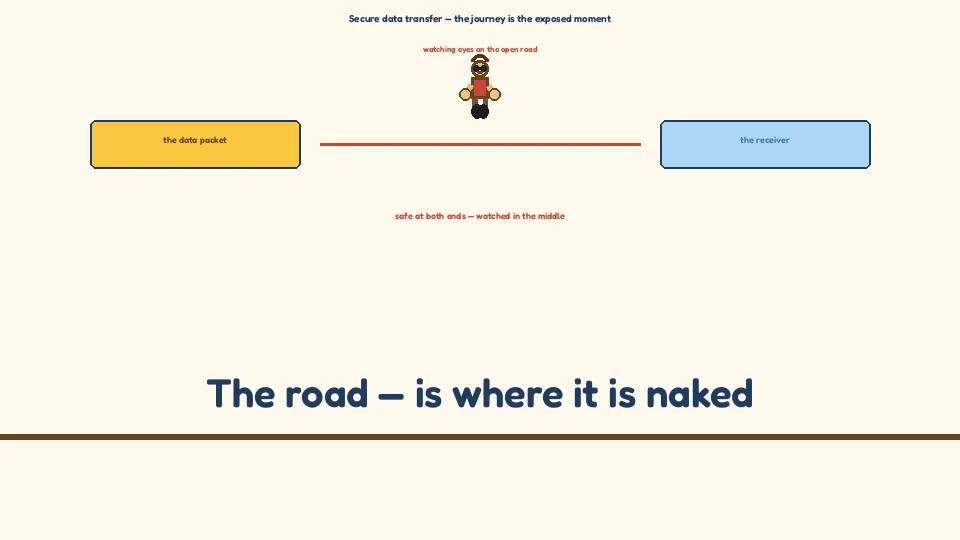 Secure data transfer — the journey is the exposed moment
watching eyes on the open road
the data packet
the receiver
safe at both ends — watched in the middle
The road — is where it is naked